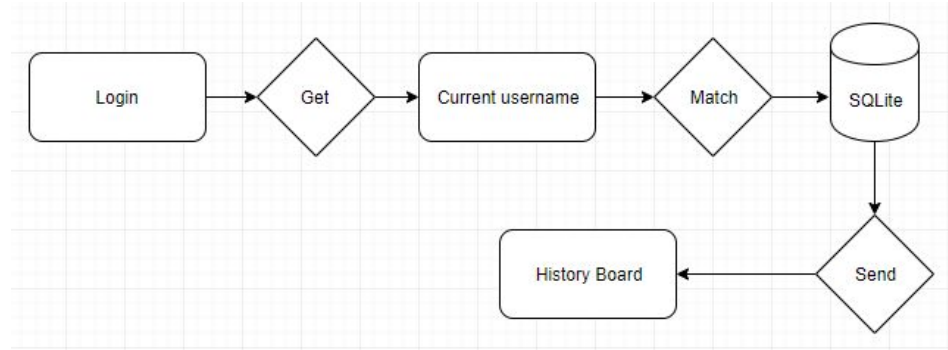 Login
Get
Current username
Match
SQLite
History Board
Send